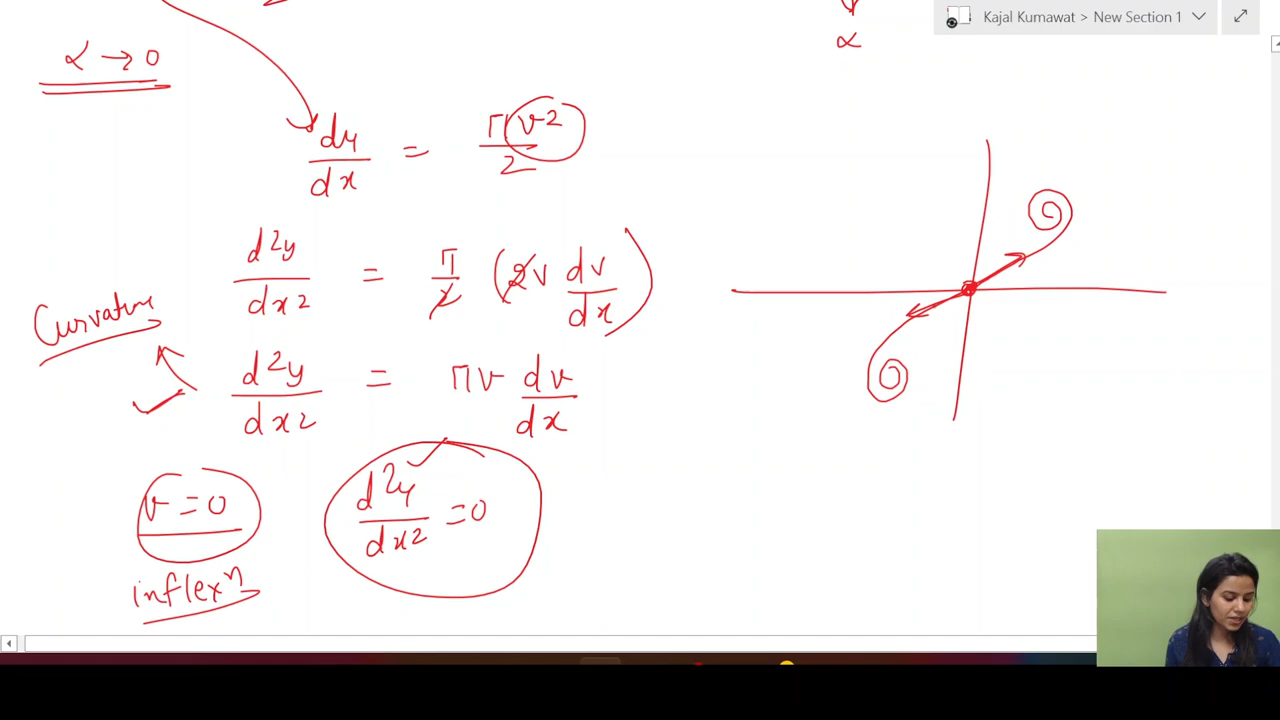 Kajal Kumawat > New Section 1
α
α → 0
dy/dx = πv2/2
d2y/dx2 = π/2 (2v dv/dx)
Curvature
d2y/dx2 = πv dv/dx
v = 0
d2y/dx2 = 0
inflexn